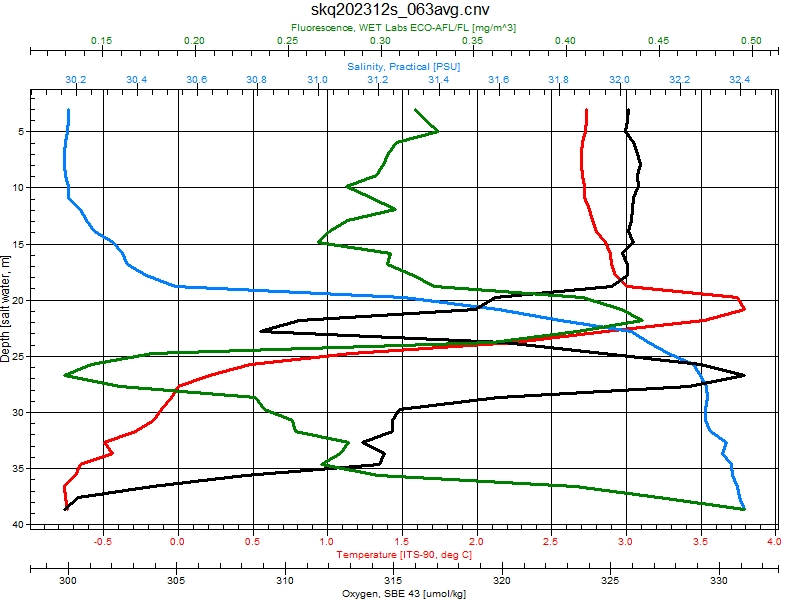 skq202312s_063avg.cnv
Fluorescence, WET Labs ECO-AFL/FL [mg/m^3]
0.15 0.20 0.25 0.30 0.35 0.40 0.45 0.50
Salinity, Practical [PSU]
30.2 30.4 30.6 30.8 31.0 31.2 31.4 31.6 31.8 32.0 32.2 32.4
Depth [salt water, m]
5
10
15
20
25
30
35
40
-0.5 0.0 0.5 1.0 1.5 2.0 2.5 3.0 3.5 4.0
Temperature [ITS-90, deg C]
300 305 310 315 320 325 330
Oxygen, SBE 43 [umol/kg]